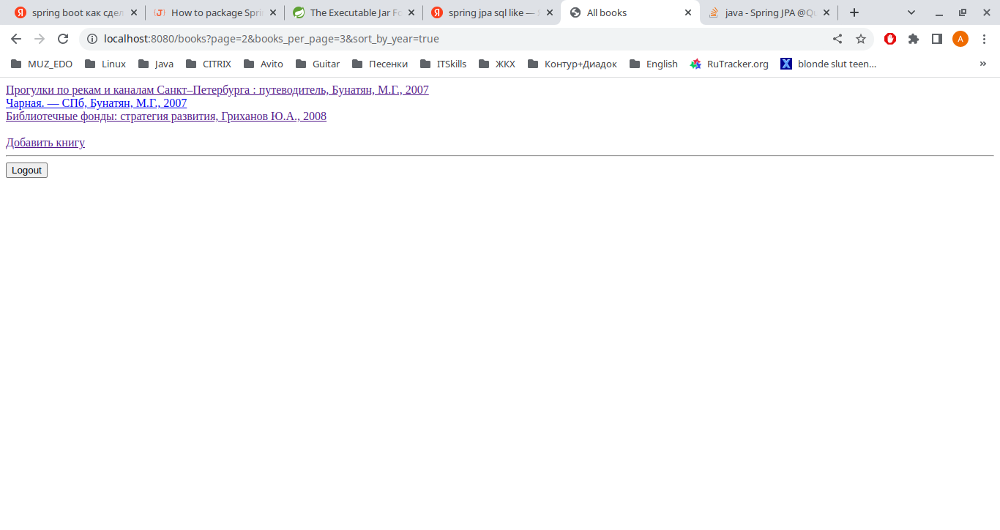 spring boot как сдел
How to package Spri
The Executable Jar Fo
spring jpa sql like — S
All books
java - Spring JPA @Qu
localhost:8080/books?page=2&books_per_page=3&sort_by_year=true
A
MUZ_EDO
Linux
Java
CITRIX
Avito
Guitar
Песенки
ITSkills
ЖКХ
Контур+Диадок
English
RuTracker.org
blonde slut teen...
»
Прогулки по рекам и каналам Санкт–Петербурга : путеводитель, Бунатян, М.Г., 2007
Чарная. — СПб, Бунатян, М.Г., 2007
Библиотечные фонды: стратегия развития, Гриханов Ю.А., 2008
Добавить книгу
Logout